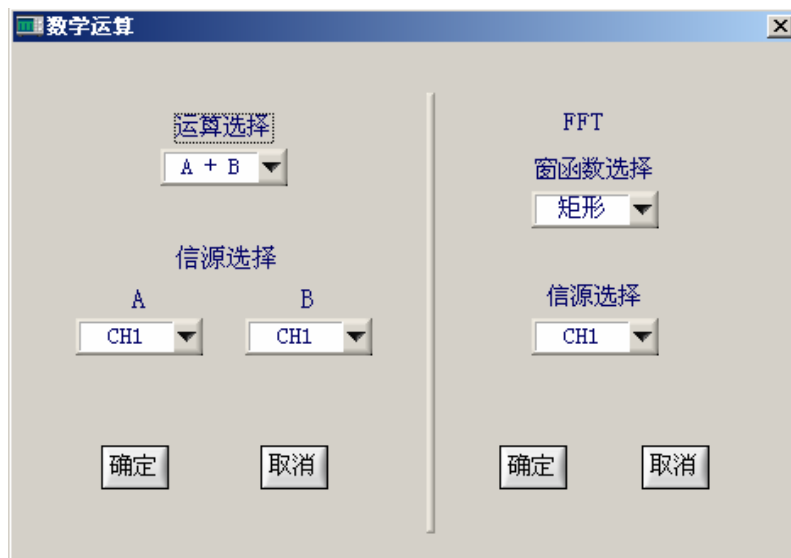 数学运算
运算选择
A + B
信源选择
A B
CH1 CH1
确定 取消
FFT
窗函数选择
矩形
信源选择
CH1
确定 取消